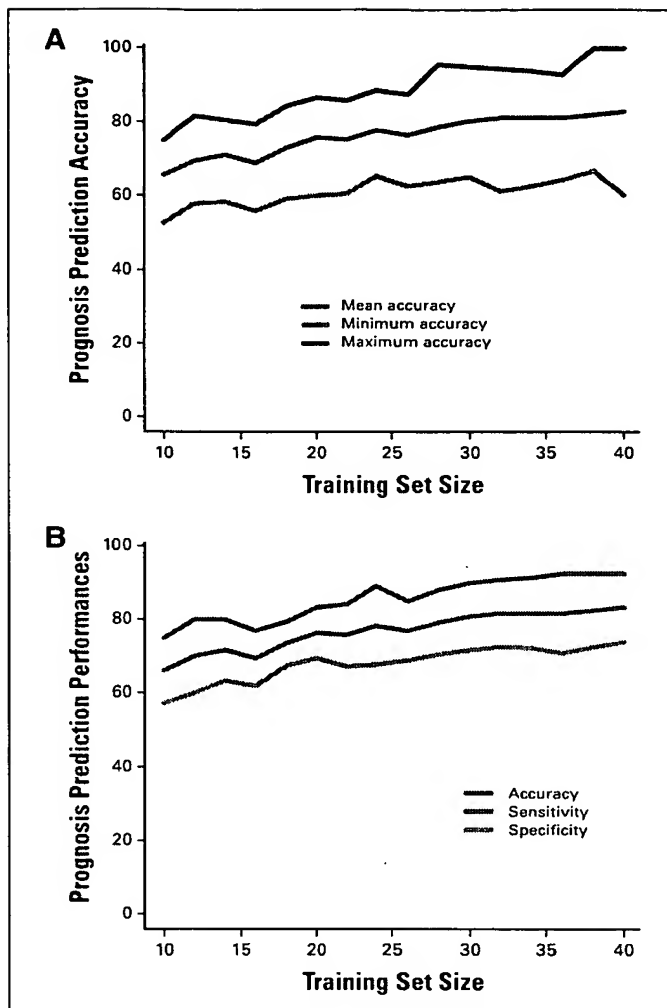 A
Prognosis Prediction Accuracy
100
80
60
40
20
0
Mean accuracy
Minimum accuracy
Maximum accuracy
10 15 20 25 30 35 40
Training Set Size
B
Prognosis Prediction Performances
100
80
60
40
20
0
Accuracy
Sensitivity
Specificity
10 15 20 25 30 35 40
Training Set Size